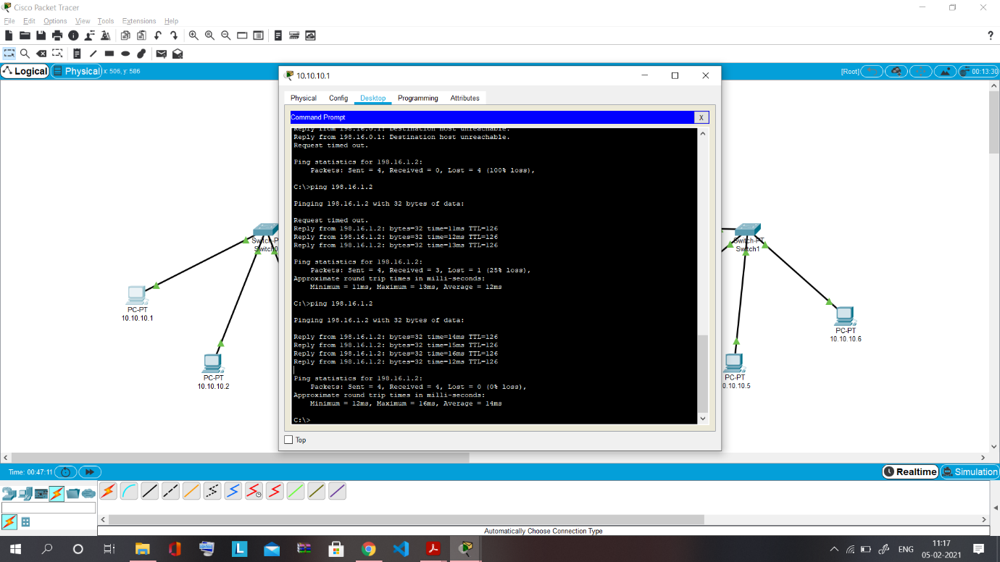 Cisco Packet Tracer
File Edit Options View Tools Extensions Help
Logical Physical x: 506, y: 586
[Root] 00:13:30
10.10.10.1
Physical Config Desktop Programming Attributes
Command Prompt X
Reply from 198.16.0.1: Destination host unreachable.
Reply from 198.16.0.1: Destination host unreachable.
Request timed out.
Ping statistics for 198.16.1.2:
Packets: Sent = 4, Received = 0, Lost = 4 (100% loss),
C:\>ping 198.16.1.2
Pinging 198.16.1.2 with 32 bytes of data:
Request timed out.
Reply from 198.16.1.2: bytes=32 time=11ms TTL=126
Reply from 198.16.1.2: bytes=32 time=12ms TTL=126
Reply from 198.16.1.2: bytes=32 time=13ms TTL=126
Ping statistics for 198.16.1.2:
Packets: Sent = 4, Received = 3, Lost = 1 (25% loss),
Approximate round trip times in milli-seconds:
Minimum = 11ms, Maximum = 13ms, Average = 12ms
C:\>ping 198.16.1.2
Pinging 198.16.1.2 with 32 bytes of data:
Reply from 198.16.1.2: bytes=32 time=14ms TTL=126
Reply from 198.16.1.2: bytes=32 time=15ms TTL=126
Reply from 198.16.1.2: bytes=32 time=16ms TTL=126
Reply from 198.16.1.2: bytes=32 time=12ms TTL=126
Ping statistics for 198.16.1.2:
Packets: Sent = 4, Received = 4, Lost = 0 (0% loss),
Approximate round trip times in milli-seconds:
Minimum = 12ms, Maximum = 16ms, Average = 14ms
C:\>
Top
Switch-P
Switch0
PC-PT
10.10.10.1
PC-PT
10.10.10.2
Switch-PT
Switch1
PC-PT
10.10.10.6
PC-PT
0.10.10.5
Time: 00:47:11
Realtime Simulation
Automatically Choose Connection Type
ENG
11:17
05-02-2021